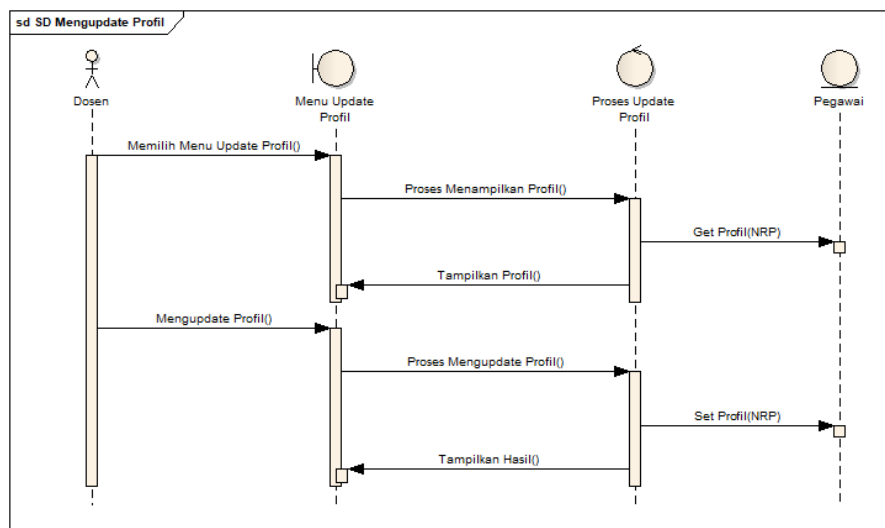 sd SD Mengupdate Profil
Dosen
Menu Update
Profil
Proses Update
Profil
Pegawai
Memilih Menu Update Profil()
Proses Menampilkan Profil()
Get Profil(NRP)
Tampilkan Profil()
Mengupdate Profil()
Proses Mengupdate Profil()
Set Profil(NRP)
Tampilkan Hasil()